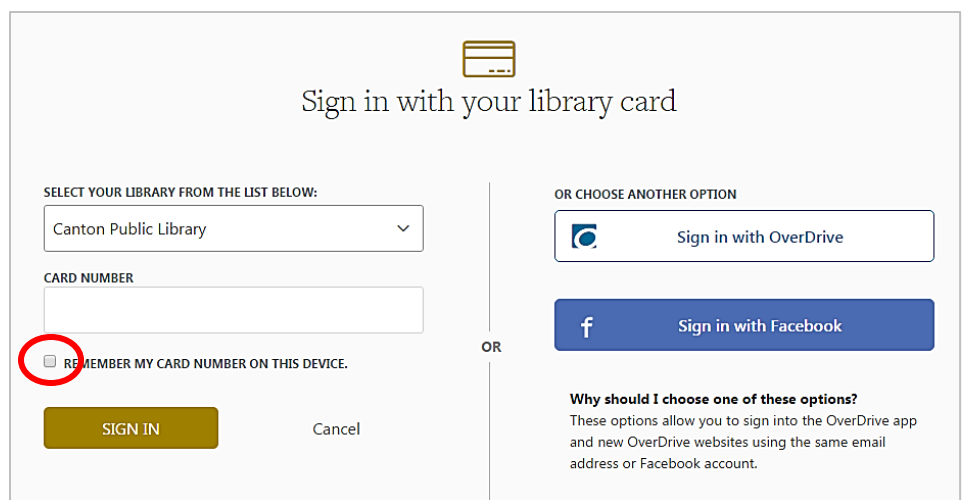 Sign in with your library card
SELECT YOUR LIBRARY FROM THE LIST BELOW:
Canton Public Library
CARD NUMBER
REMEMBER MY CARD NUMBER ON THIS DEVICE.
SIGN IN
Cancel
OR
OR CHOOSE ANOTHER OPTION
Sign in with OverDrive
f
Sign in with Facebook
Why should I choose one of these options?
These options allow you to sign into the OverDrive app
and new OverDrive websites using the same email
address or Facebook account.